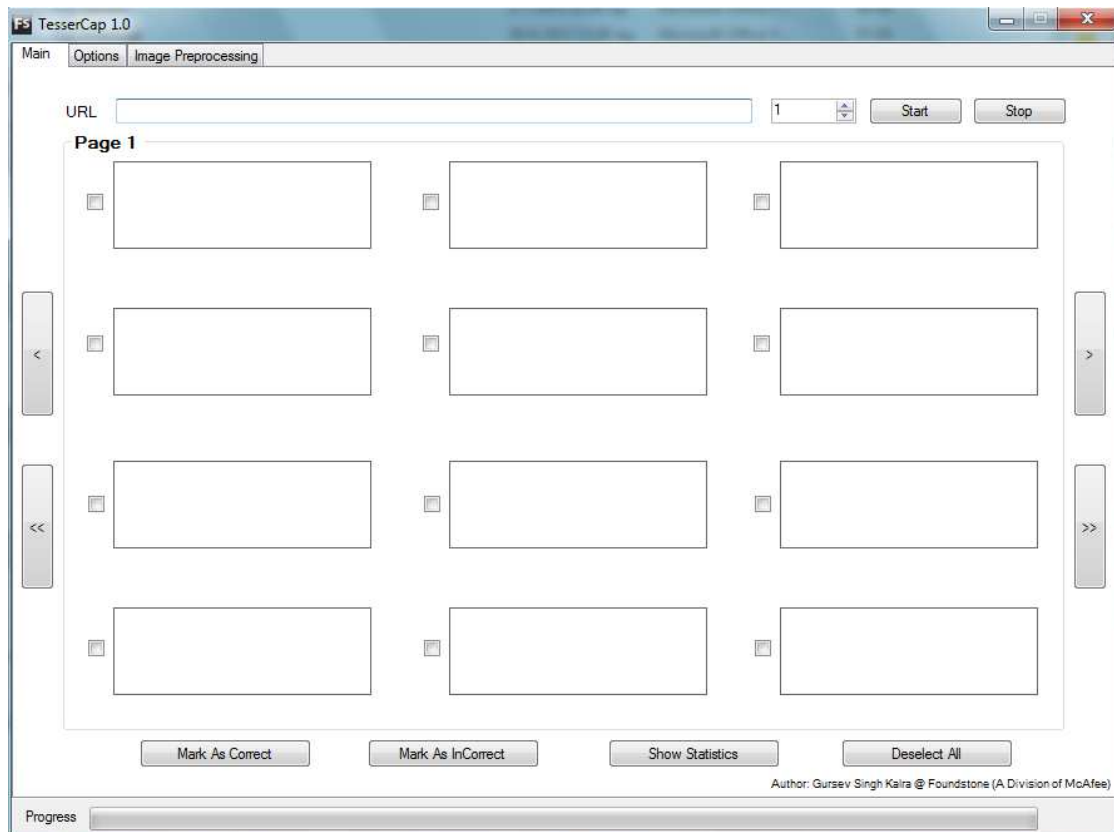 FS TesserCap 1.0
Main Options Image Preprocessing
URL 1 Start Stop
Page 1
< >
<< >>
Mark As Correct Mark As InCorrect Show Statistics Deselect All
Author: Gursev Singh Kalra @ Foundstone (A Division of McAfee)
Progress